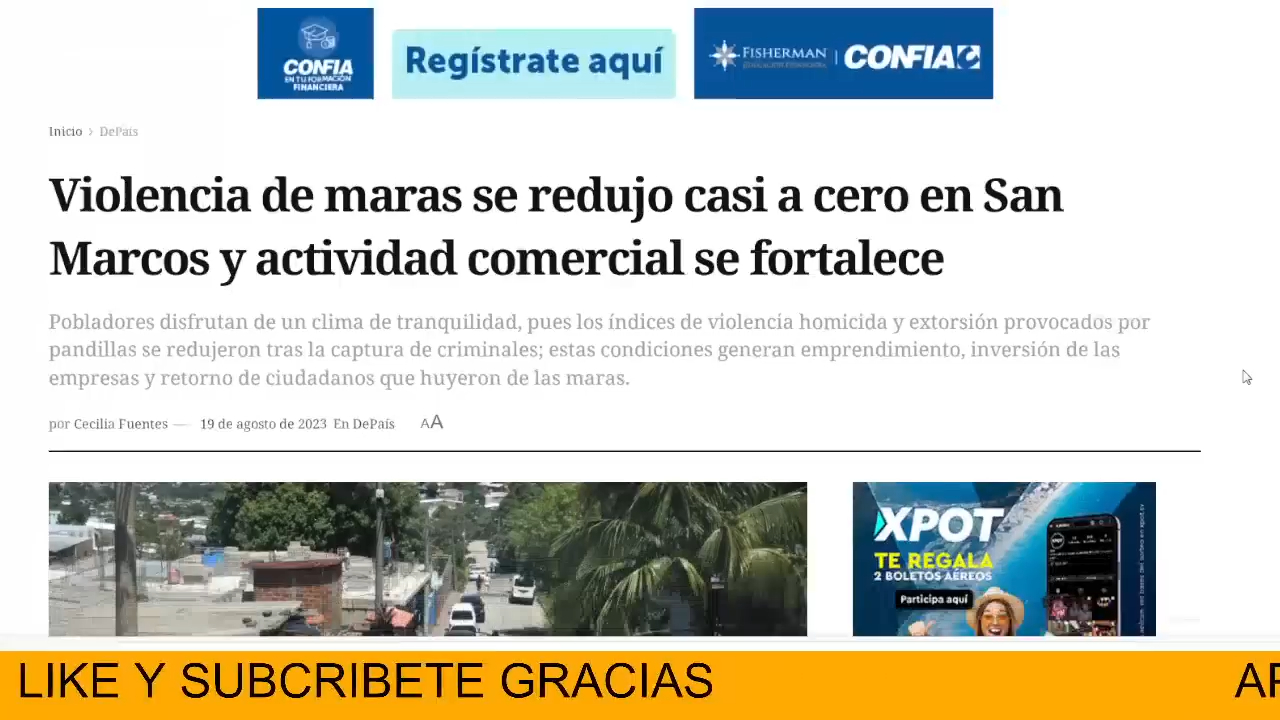 CONFIA
EN TU FORMACIÓN
FINANCIERA
Regístrate aquí
FISHERMAN
CONFIA
Inicio > DePaís
Violencia de maras se redujo casi a cero en San
Marcos y actividad comercial se fortalece
Pobladores disfrutan de un clima de tranquilidad, pues los índices de violencia homicida y extorsión provocados por
pandillas se redujeron tras la captura de criminales; estas condiciones generan emprendimiento, inversión de las
empresas y retorno de ciudadanos que huyeron de las maras.
por Cecilia Fuentes — 19 de agosto de 2023 En DePaís AA
XPOT
TE REGALA
2 BOLETOS AÉREOS
Participa aquí
LIKE Y SUBCRIBETE GRACIAS